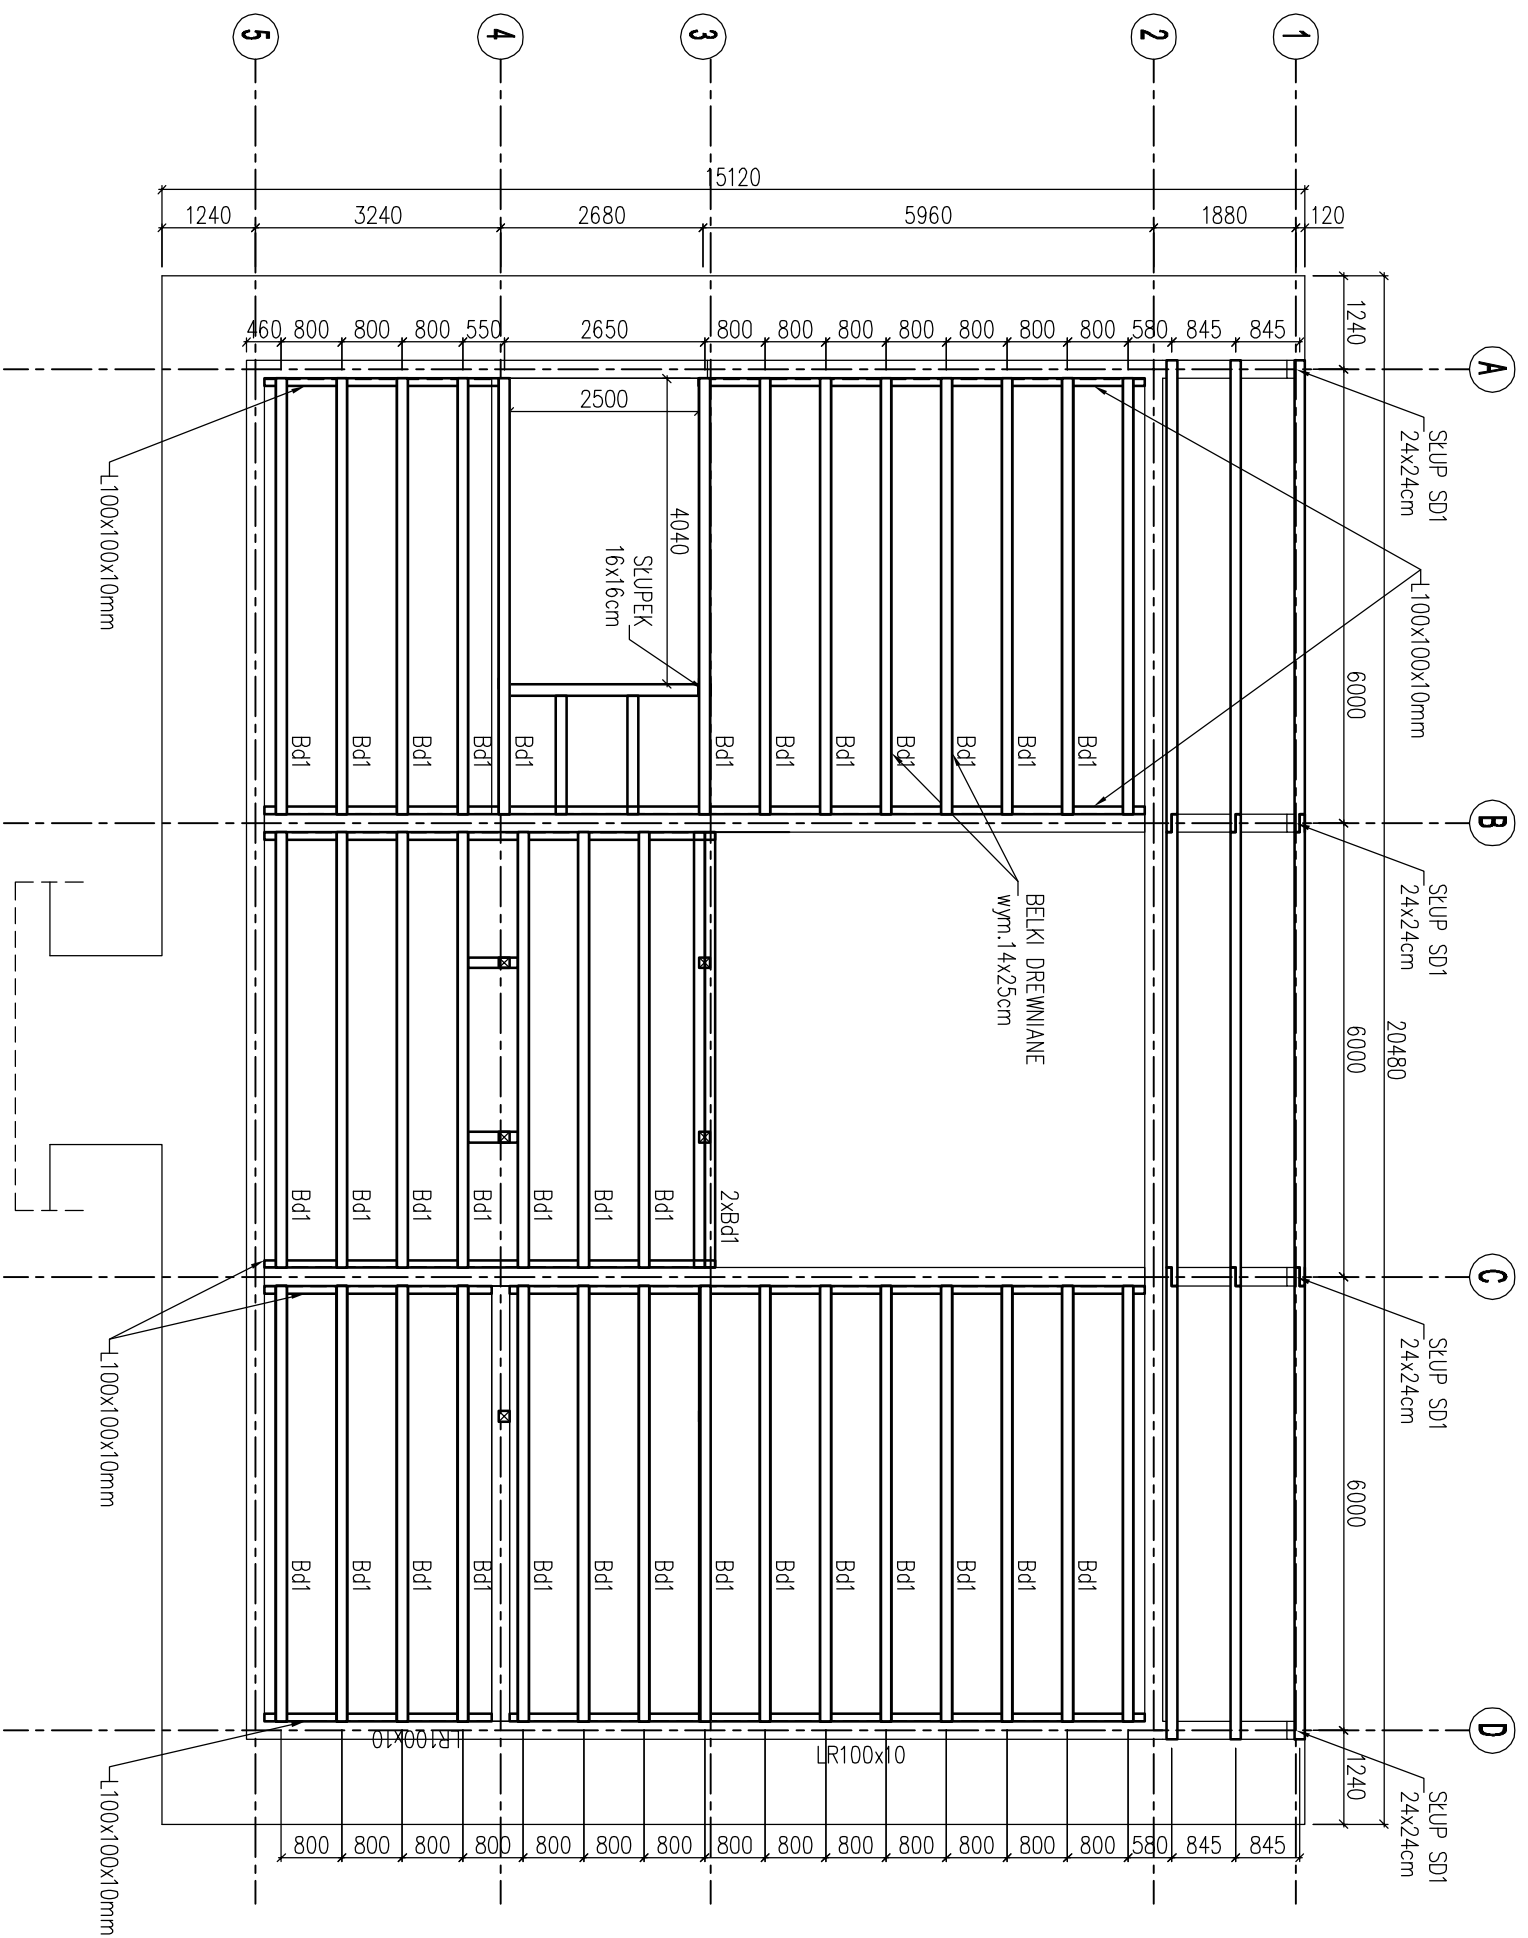 5
4
3
2
1
15120
1240
3240
2680
5960
1880
120
460
800
800
800
550
2650
800
800
800
800
800
800
800
580
845
845
1240
6000
6000
20480
6000
1240
A
B
C
D
2500
4040
SŁUPEK
16x16cm
SŁUP SD1
24x24cm
SŁUP SD1
24x24cm
SŁUP SD1
24x24cm
SŁUP SD1
24x24cm
L100x100x10mm
L100x100x10mm
Bd1
Bd1
Bd1
Bd1
Bd1
Bd1
Bd1
Bd1
Bd1
Bd1
Bd1
Bd1
BELKI DREWNIANE
wym.14x25cm
Bd1
Bd1
Bd1
Bd1
Bd1
Bd1
Bd1
2xBd1
L100x100x10mm
Bd1
Bd1
Bd1
Bd1
Bd1
Bd1
Bd1
Bd1
Bd1
Bd1
Bd1
Bd1
Bd1
Bd1
LR100x10
LR100x10
L100x100x10mm
800
800
800
800
800
800
800
800
800
800
800
800
800
800
580
845
845